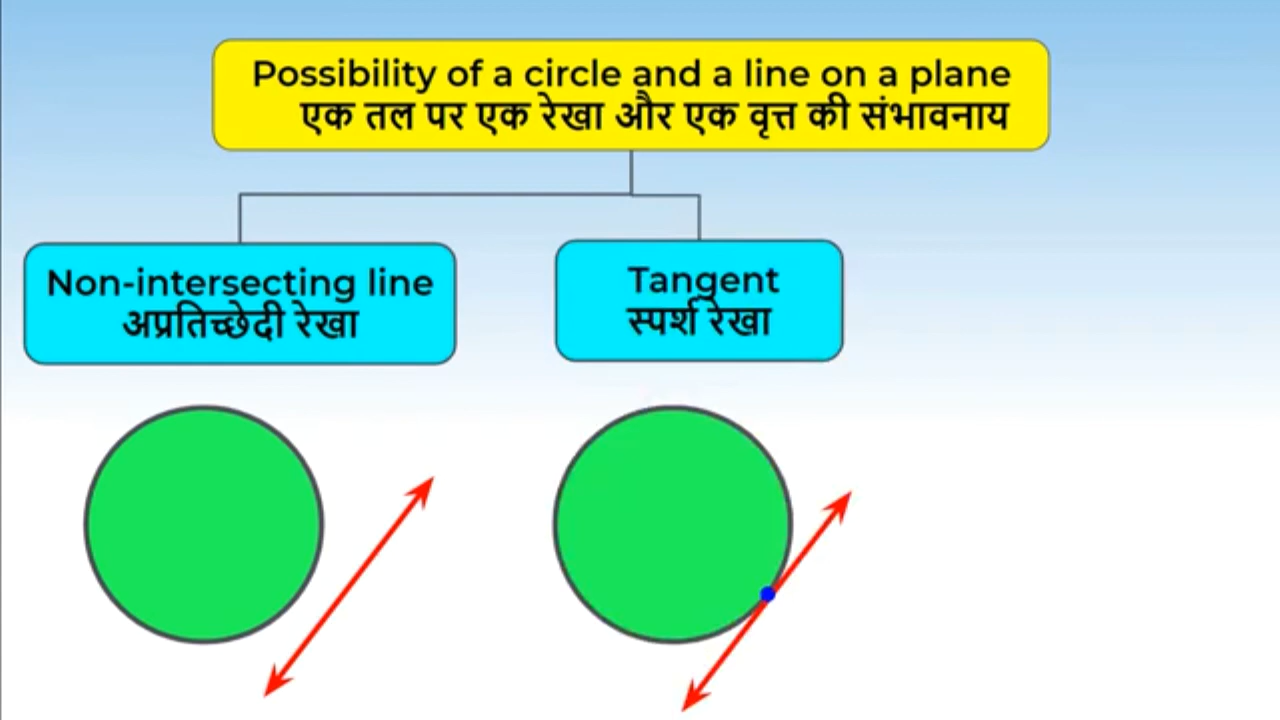 Possibility of a circle and a line on a plane
एक तल पर एक रेखा और एक वृत्त की संभावनाय
Non-intersecting line
अप्रतिच्छेदी रेखा
Tangent
स्पर्श रेखा